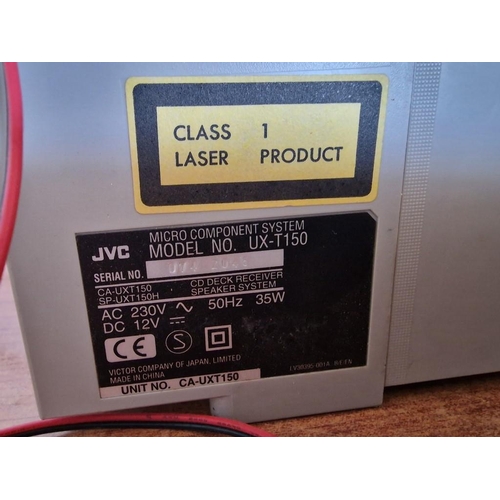 CLASS 1
LASER PRODUCT
JVC
MICRO COMPONENT SYSTEM
MODEL NO. UX-T150
SERIAL NO.
CA-UXT150 CD DECK RECEIVER
SP-UXT150H SPEAKER SYSTEM
AC 230V ~ 50Hz 35W
DC 12V ⎓
CE S
VICTOR COMPANY OF JAPAN, LIMITED
MADE IN CHINA
UNIT NO. CA-UXT150